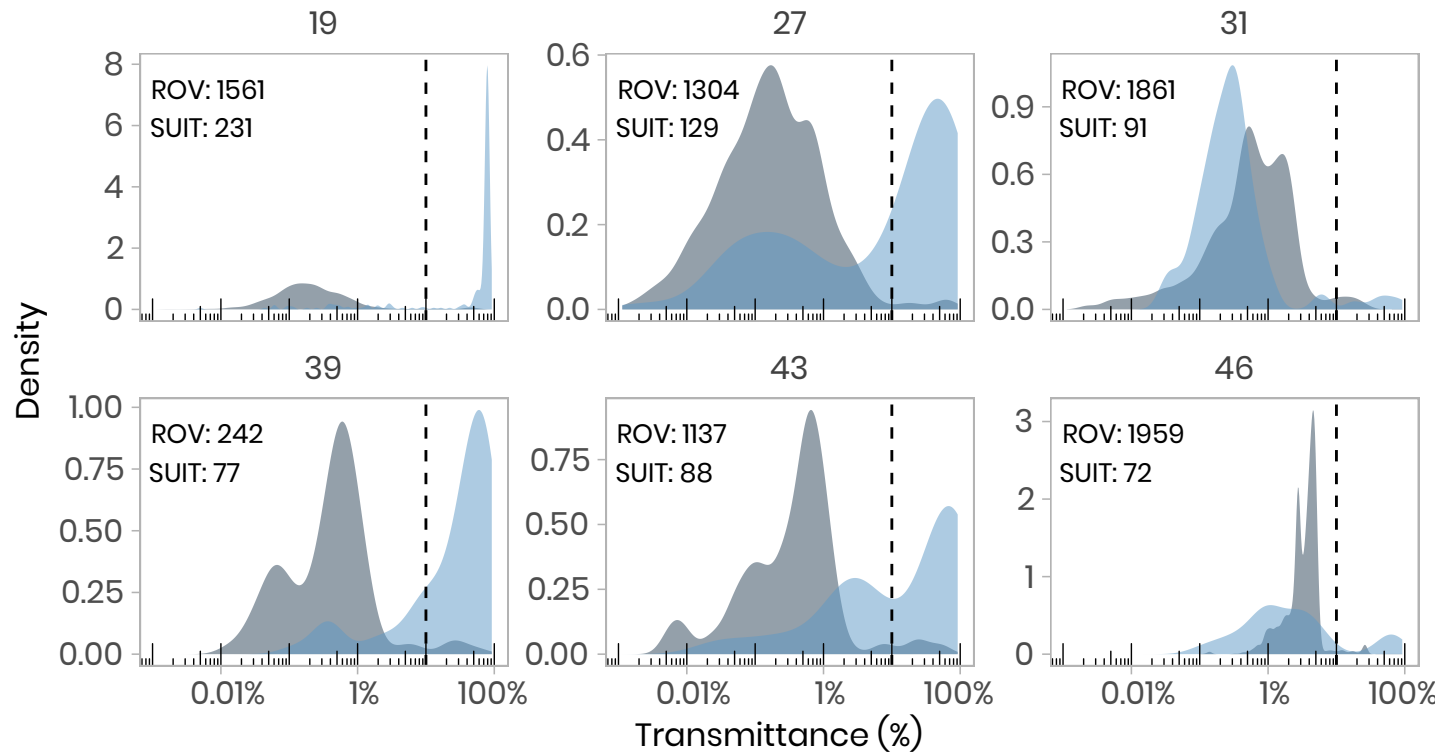 19
27
31
8
6
4
2
0
ROV: 1561
SUIT: 231
0.6
0.4
0.2
0.0
ROV: 1304
SUIT: 129
0.9
0.6
0.3
0.0
ROV: 1861
SUIT: 91
Density
39
43
46
1.00
0.75
0.50
0.25
0.00
ROV: 242
SUIT: 77
0.75
0.50
0.25
0.00
ROV: 1137
SUIT: 88
3
2
1
0
ROV: 1959
SUIT: 72
0.01% 1% 100%
0.01% 1% 100%
0.01% 1% 100%
Transmittance (%)